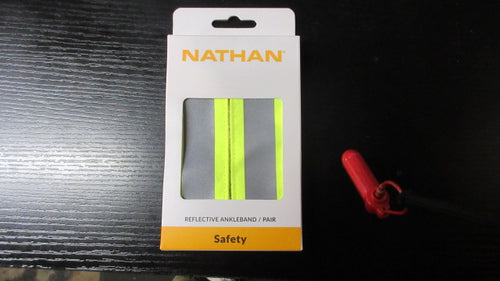 NATHAN
REFLECTIVE ANKLEBAND / PAIR
Safety